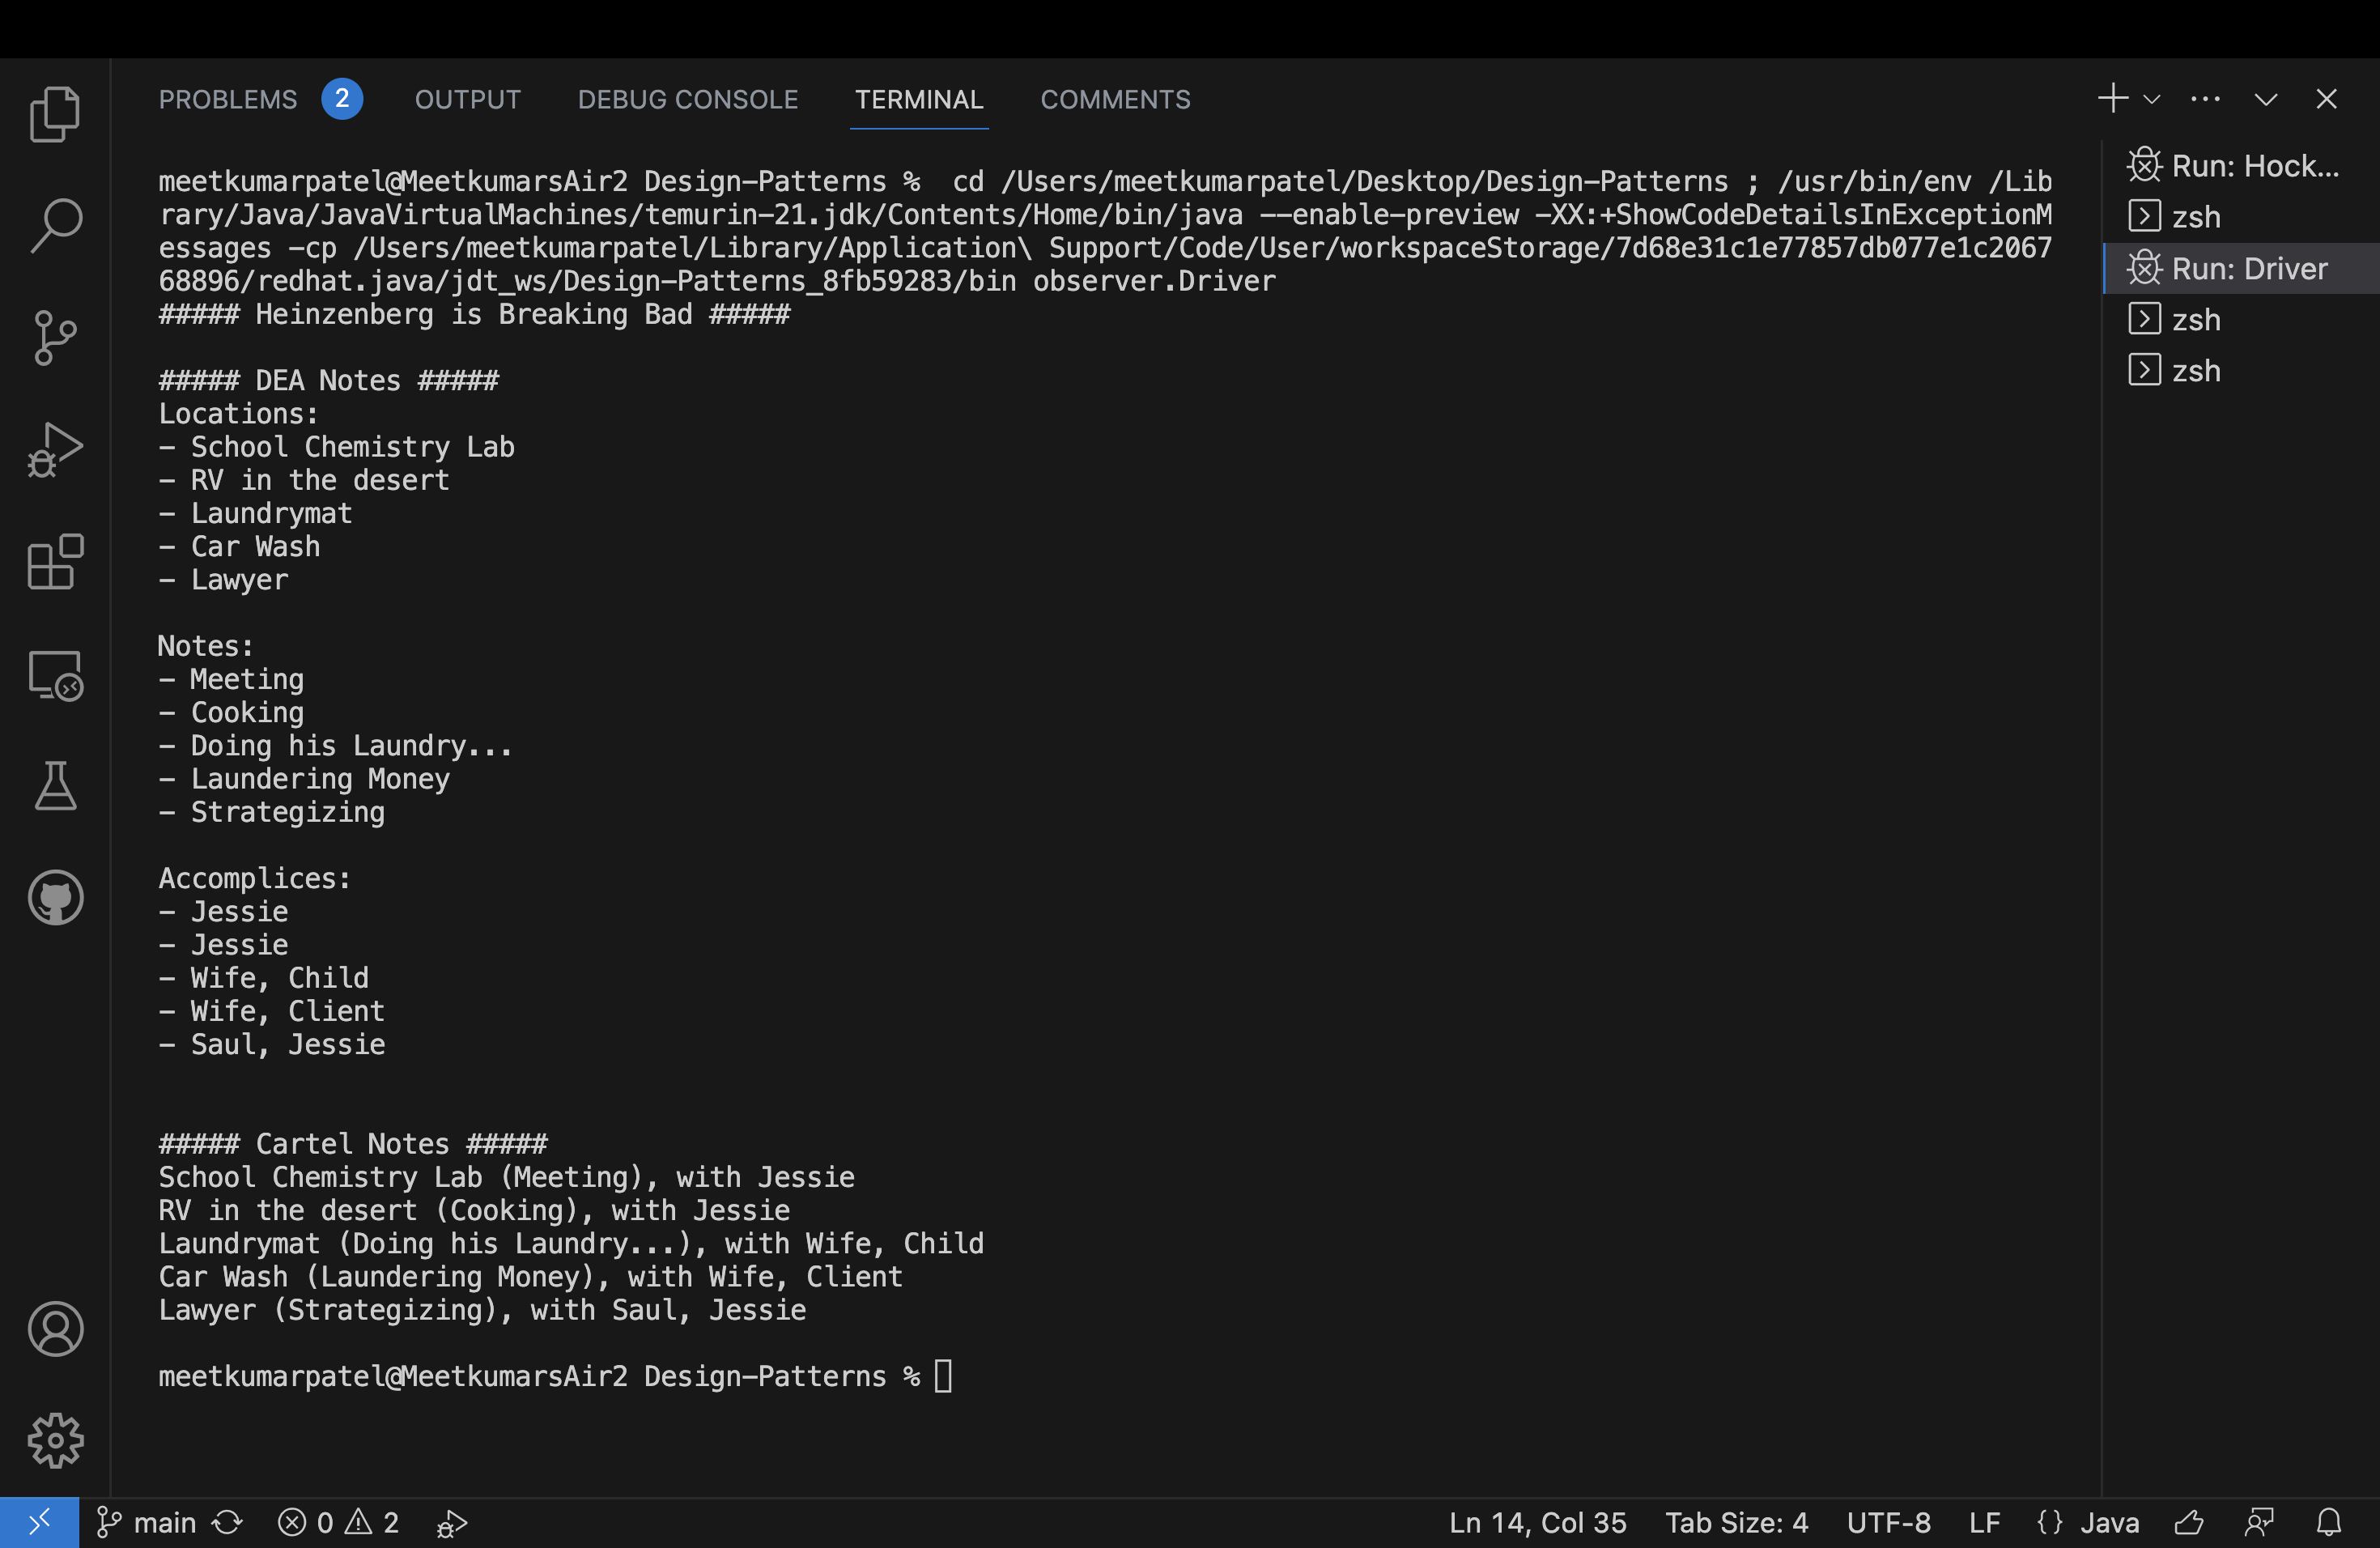 PROBLEMS 2 OUTPUT DEBUG CONSOLE TERMINAL COMMENTS
meetkumarpatel@MeetkumarsAir2 Design-Patterns %  cd /Users/meetkumarpatel/Desktop/Design-Patterns ; /usr/bin/env /Lib
rary/Java/JavaVirtualMachines/temurin-21.jdk/Contents/Home/bin/java --enable-preview -XX:+ShowCodeDetailsInExceptionM
essages -cp /Users/meetkumarpatel/Library/Application\ Support/Code/User/workspaceStorage/7d68e31c1e77857db077e1c2067
68896/redhat.java/jdt_ws/Design-Patterns_8fb59283/bin observer.Driver
##### Heinzenberg is Breaking Bad #####
##### DEA Notes #####
Locations:
- School Chemistry Lab
- RV in the desert
- Laundrymat
- Car Wash
- Lawyer
Notes:
- Meeting
- Cooking
- Doing his Laundry...
- Laundering Money
- Strategizing
Accomplices:
- Jessie
- Jessie
- Wife, Child
- Wife, Client
- Saul, Jessie
##### Cartel Notes #####
School Chemistry Lab (Meeting), with Jessie
RV in the desert (Cooking), with Jessie
Laundrymat (Doing his Laundry...), with Wife, Child
Car Wash (Laundering Money), with Wife, Client
Lawyer (Strategizing), with Saul, Jessie
meetkumarpatel@MeetkumarsAir2 Design-Patterns %
Run: Hock...
zsh
Run: Driver
zsh
zsh
main 0 2 Ln 14, Col 35 Tab Size: 4 UTF-8 LF {} Java